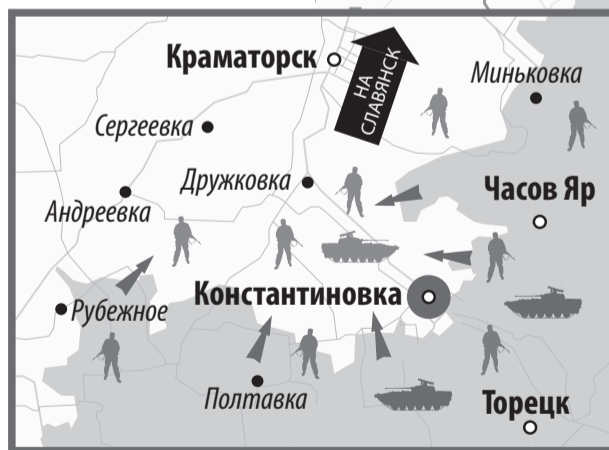 Краматорск
НА
СЛАВЯНСК
Миньковка
Сергеевка
Дружковка
Часов Яр
Андреевка
Константиновка
Рубежное
Полтавка
Торецк